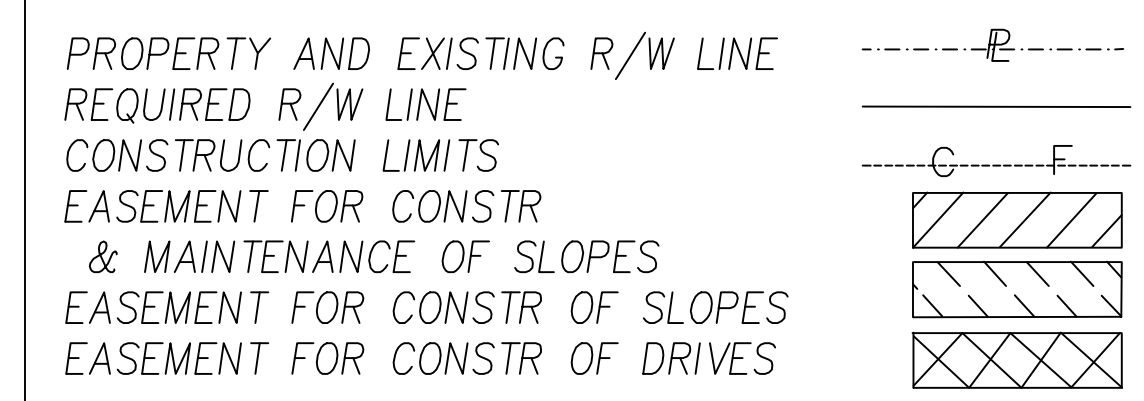 PROPERTY AND EXISTING R/W LINE ⅊
REQUIRED R/W LINE
CONSTRUCTION LIMITS C F
EASEMENT FOR CONSTR
& MAINTENANCE OF SLOPES
EASEMENT FOR CONSTR OF SLOPES
EASEMENT FOR CONSTR OF DRIVES